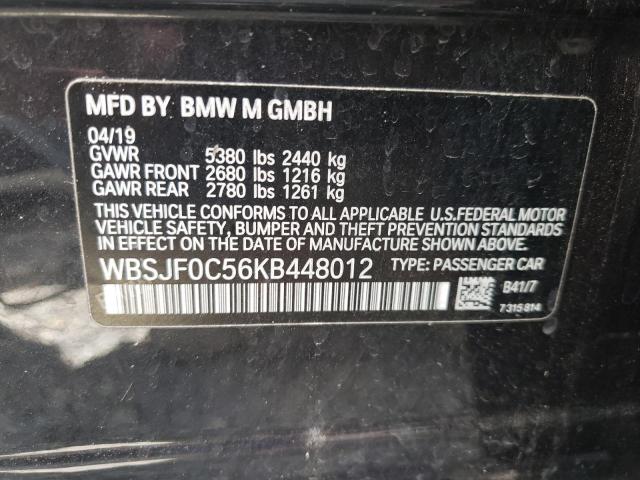 MFD BY BMW M GMBH
04/19
GVWR 5380 lbs 2440 kg
GAWR FRONT 2680 lbs 1216 kg
GAWR REAR 2780 lbs 1261 kg
THIS VEHICLE CONFORMS TO ALL APPLICABLE U.S.FEDERAL MOTOR
VEHICLE SAFETY, BUMPER AND THEFT PREVENTION STANDARDS
IN EFFECT ON THE DATE OF MANUFACTURE SHOWN ABOVE.
WBSJF0C56KB448012 TYPE: PASSENGER CAR
B41/7
7315814